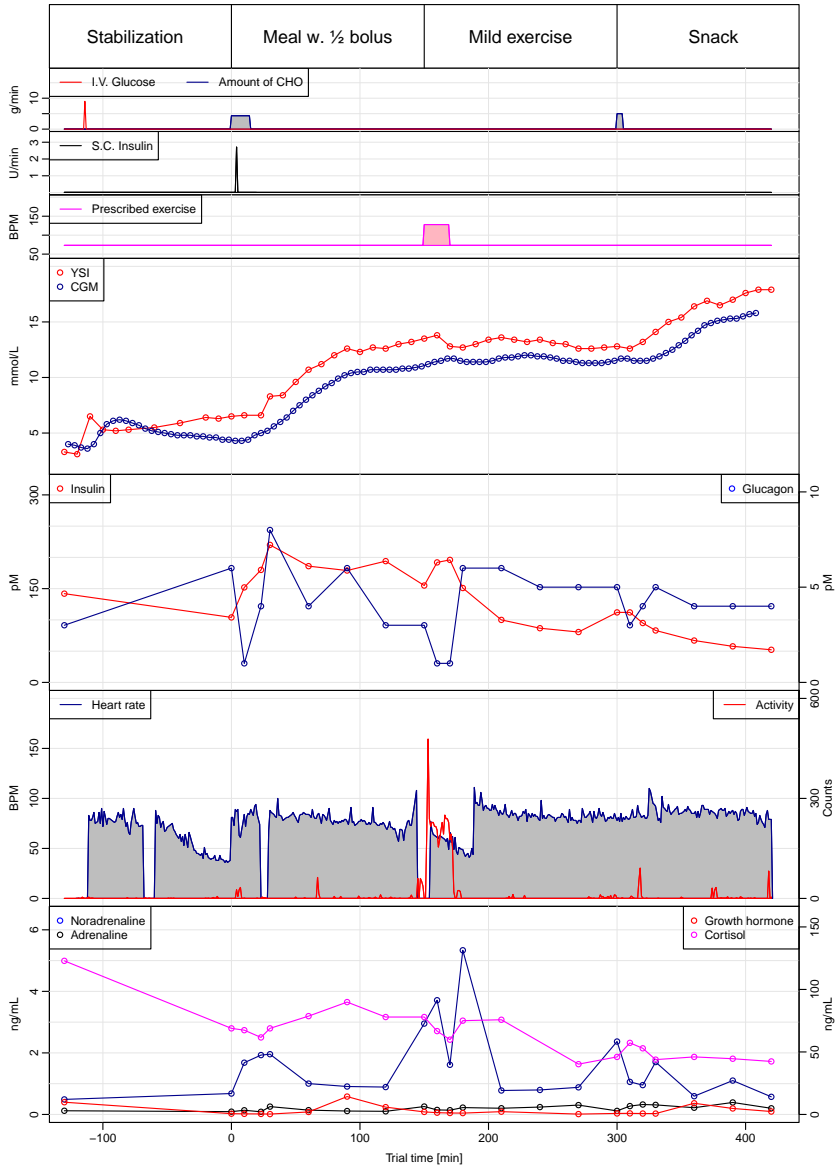 Stabilization Meal w. ½ bolus Mild exercise Snack
I.V. Glucose Amount of CHO
g/min
0 5 10
S.C. Insulin
U/min
1 2 3
Prescribed exercise
BPM
50 150
YSI
CGM
mmol/L
5 10 15
Insulin
Glucagon
pM
0 150 300
pM
0 5 10
Heart rate
Activity
BPM
0 50 100 150
Counts
0 300 600
Noradrenaline
Adrenaline
Growth hormone
Cortisol
ng/mL
0 2 4 6
ng/mL
0 50 100 150
−100 0 100 200 300 400
Trial time [min]